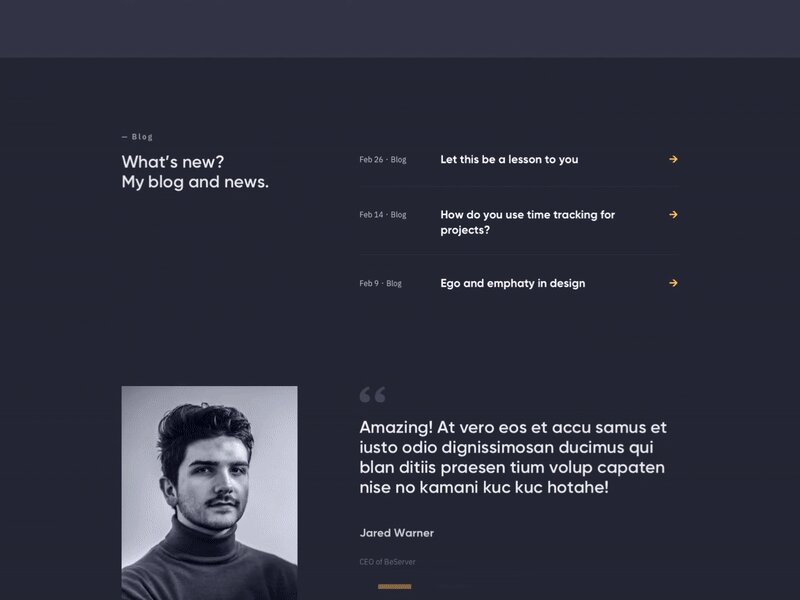 — Blog
What's new?
My blog and news.
Feb 26 · Blog
Let this be a lesson to you
→
Feb 14 · Blog
How do you use time tracking for
projects?
→
Feb 9 · Blog
Ego and emphaty in design
→
“
Amazing! At vero eos et accu samus et
iusto odio dignissimosan ducimus qui
blan ditiis praesen tium volup capaten
nise no kamani kuc kuc hotahe!
Jared Warner
CEO of BeServer